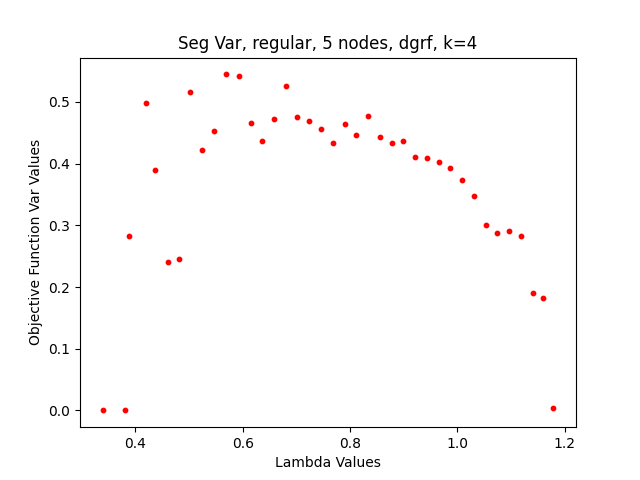 Seg Var, regular, 5 nodes, dgrf, k=4
Objective Function Var Values
0.5
0.4
0.3
0.2
0.1
0.0
0.4 0.6 0.8 1.0 1.2
Lambda Values